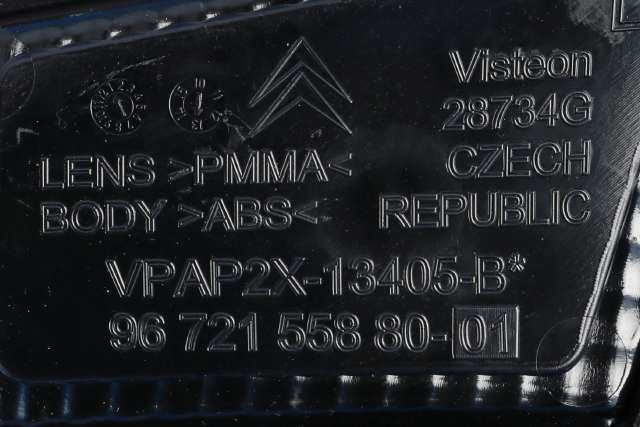 Visteon
28734G
LENS >PMMA< CZECH
BODY >ABS< REPUBLIC
VPAP2X-13405-B*
96 721 558 80-01